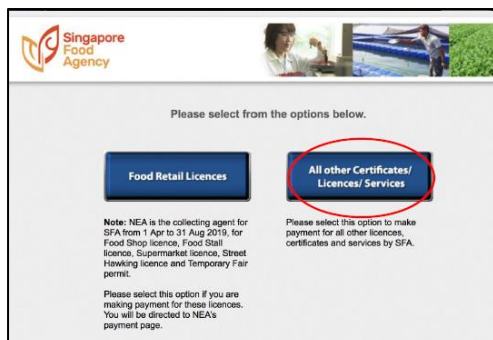 Singapore
Food
Agency
Please select from the options below.
Food Retail Licences
All other Certificates/
Licences/ Services
Note: NEA is the collecting agent for
SFA from 1 Apr to 31 Aug 2019, for
Food Shop licence, Food Stall
licence, Supermarket licence, Street
Hawking licence and Temporary Fair
permit.
Please select this option if you are
making payment for these licences.
You will be directed to NEA's
payment page.
Please select this option to make
payment for all other licences,
certificates and services by SFA.